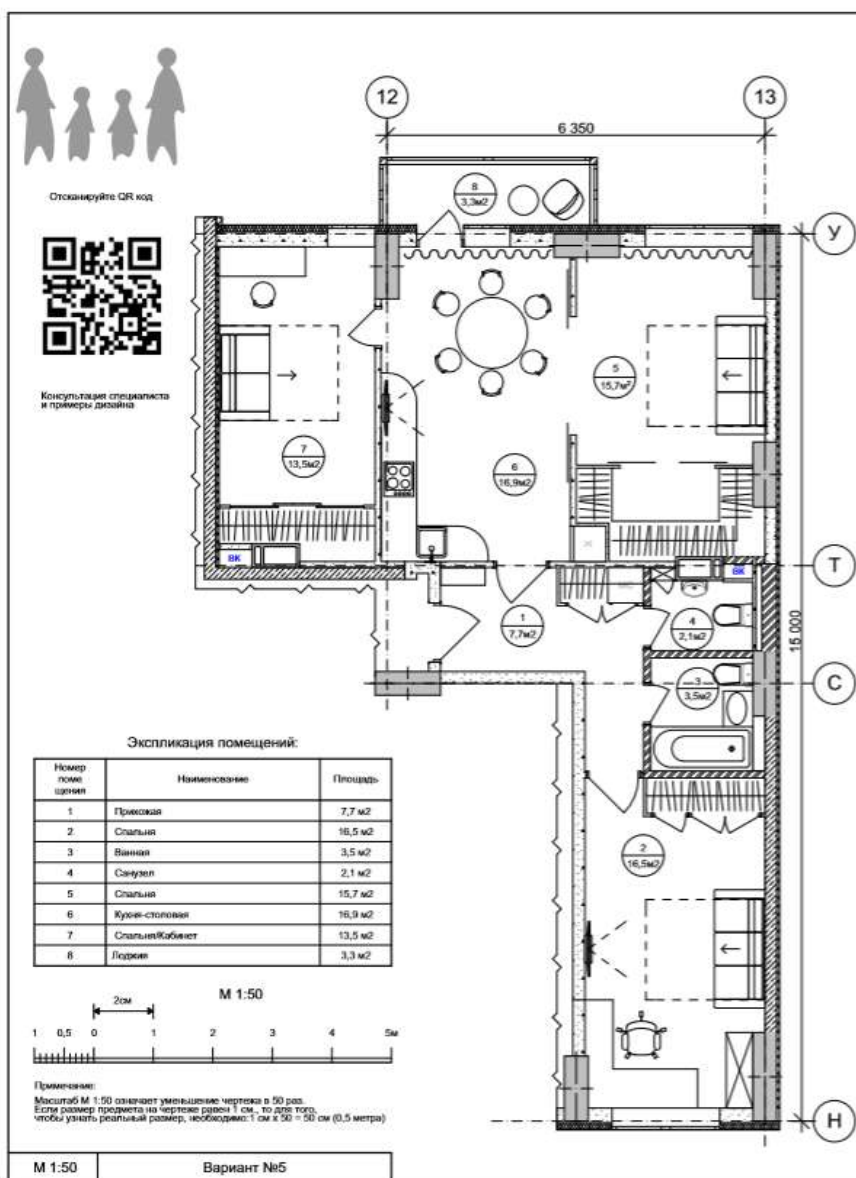 12
13
6 350
Отсканируйте QR код
8
3,3м2
У
Консультация специалиста
и примеры дизайна
5
15,7м²
7
13,5м2
6
16,9м2
ВК
ВК
Т
1
7,7м2
4
2,1м2
15 000
3
3,5м2
С
Экспликация помещений:
Номер
поме
щения
Наименование
Площадь
1 Прихожая 7,7 м2
2 Спальня 16,5 м2
3 Ванная 3,5 м2
4 Санузел 2,1 м2
5 Спальня 15,7 м2
6 Кухня-столовая 16,9 м2
7 Спальня/Кабинет 13,5 м2
8 Лоджия 3,3 м2
2
16,5м2
М 1:50
2см
1 0,5 0 1 2 3 4 5м
Примечание:
Масштаб М 1:50 означает уменьшение чертежа в 50 раз.
Если размер предмета на чертеже равен 1 см., то для того,
чтобы узнать реальный размер, необходимо:1 см х 50 = 50 см (0,5 метра)
Н
М 1:50 Вариант №5